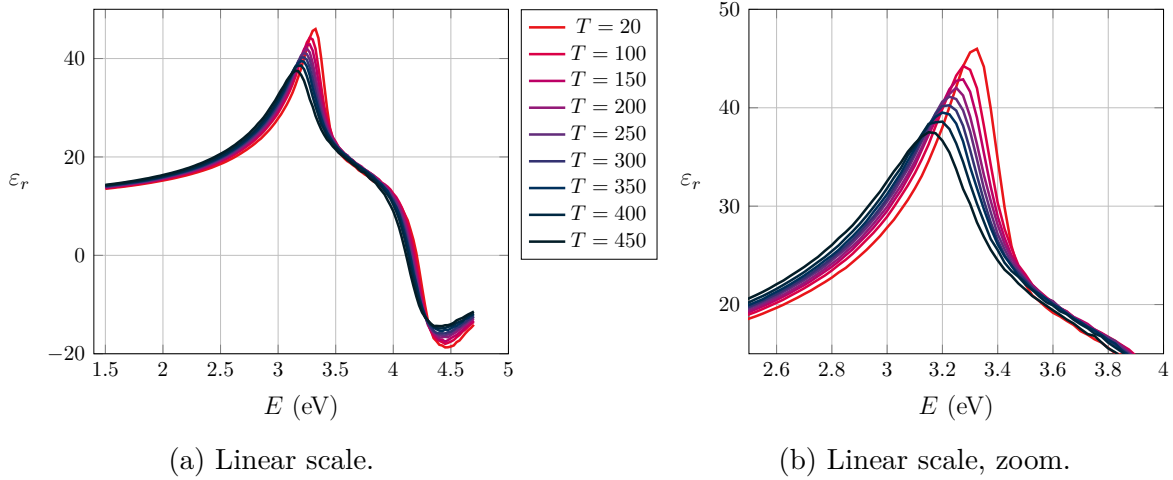 40
20
0
−20
1.5 2 2.5 3 3.5 4 4.5 5
εr
E (eV)
T = 20
T = 100
T = 150
T = 200
T = 250
T = 300
T = 350
T = 400
T = 450
50
40
30
20
2.6 2.8 3 3.2 3.4 3.6 3.8 4
εr
E (eV)
(a) Linear scale.
(b) Linear scale, zoom.